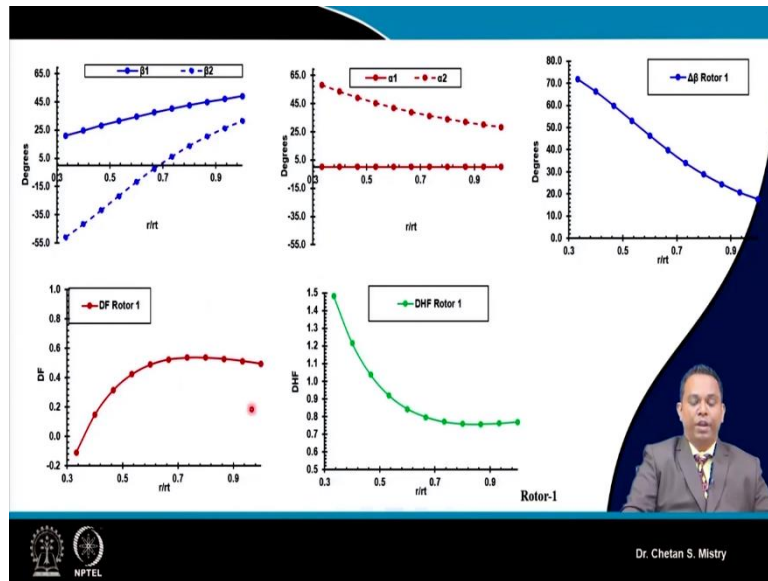 β1 β2
65.0
45.0
25.0
5.0
-15.0
-35.0
-55.0
Degrees
0.3 0.5 0.7 0.9
r/rt
α1 α2
65.0
45.0
25.0
5.0
-15.0
-35.0
-55.0
Degrees
0.3 0.5 0.7 0.9
r/rt
Δβ Rotor 1
80.0
70.0
60.0
50.0
40.0
30.0
20.0
10.0
0.0
Degrees
0.3 0.5 0.7 0.9
r/rt
DF Rotor 1
1.0
0.8
0.6
0.4
0.2
0.0
-0.2
DF
0.3 0.5 0.7 0.9
r/rt
DHF Rotor 1
1.5
1.4
1.3
1.2
1.1
1.0
0.9
0.8
0.7
0.6
0.5
DHF
0.3 0.5 0.7 0.9
r/rt
Rotor-1
NPTEL
Dr. Chetan S. Mistry